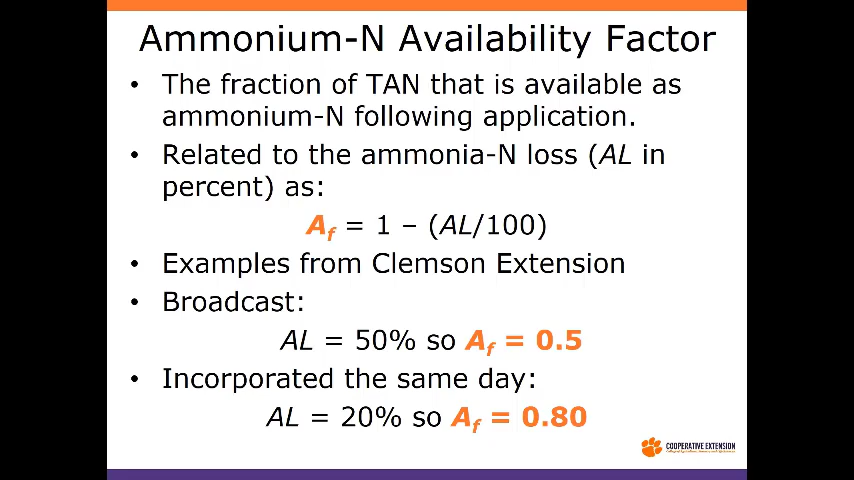 Ammonium-N Availability Factor
• The fraction of TAN that is available as
ammonium-N following application.
• Related to the ammonia-N loss (AL in
percent) as:
Af = 1 – (AL/100)
• Examples from Clemson Extension
• Broadcast:
AL = 50% so Af = 0.5
• Incorporated the same day:
AL = 20% so Af = 0.80
COOPERATIVE EXTENSION